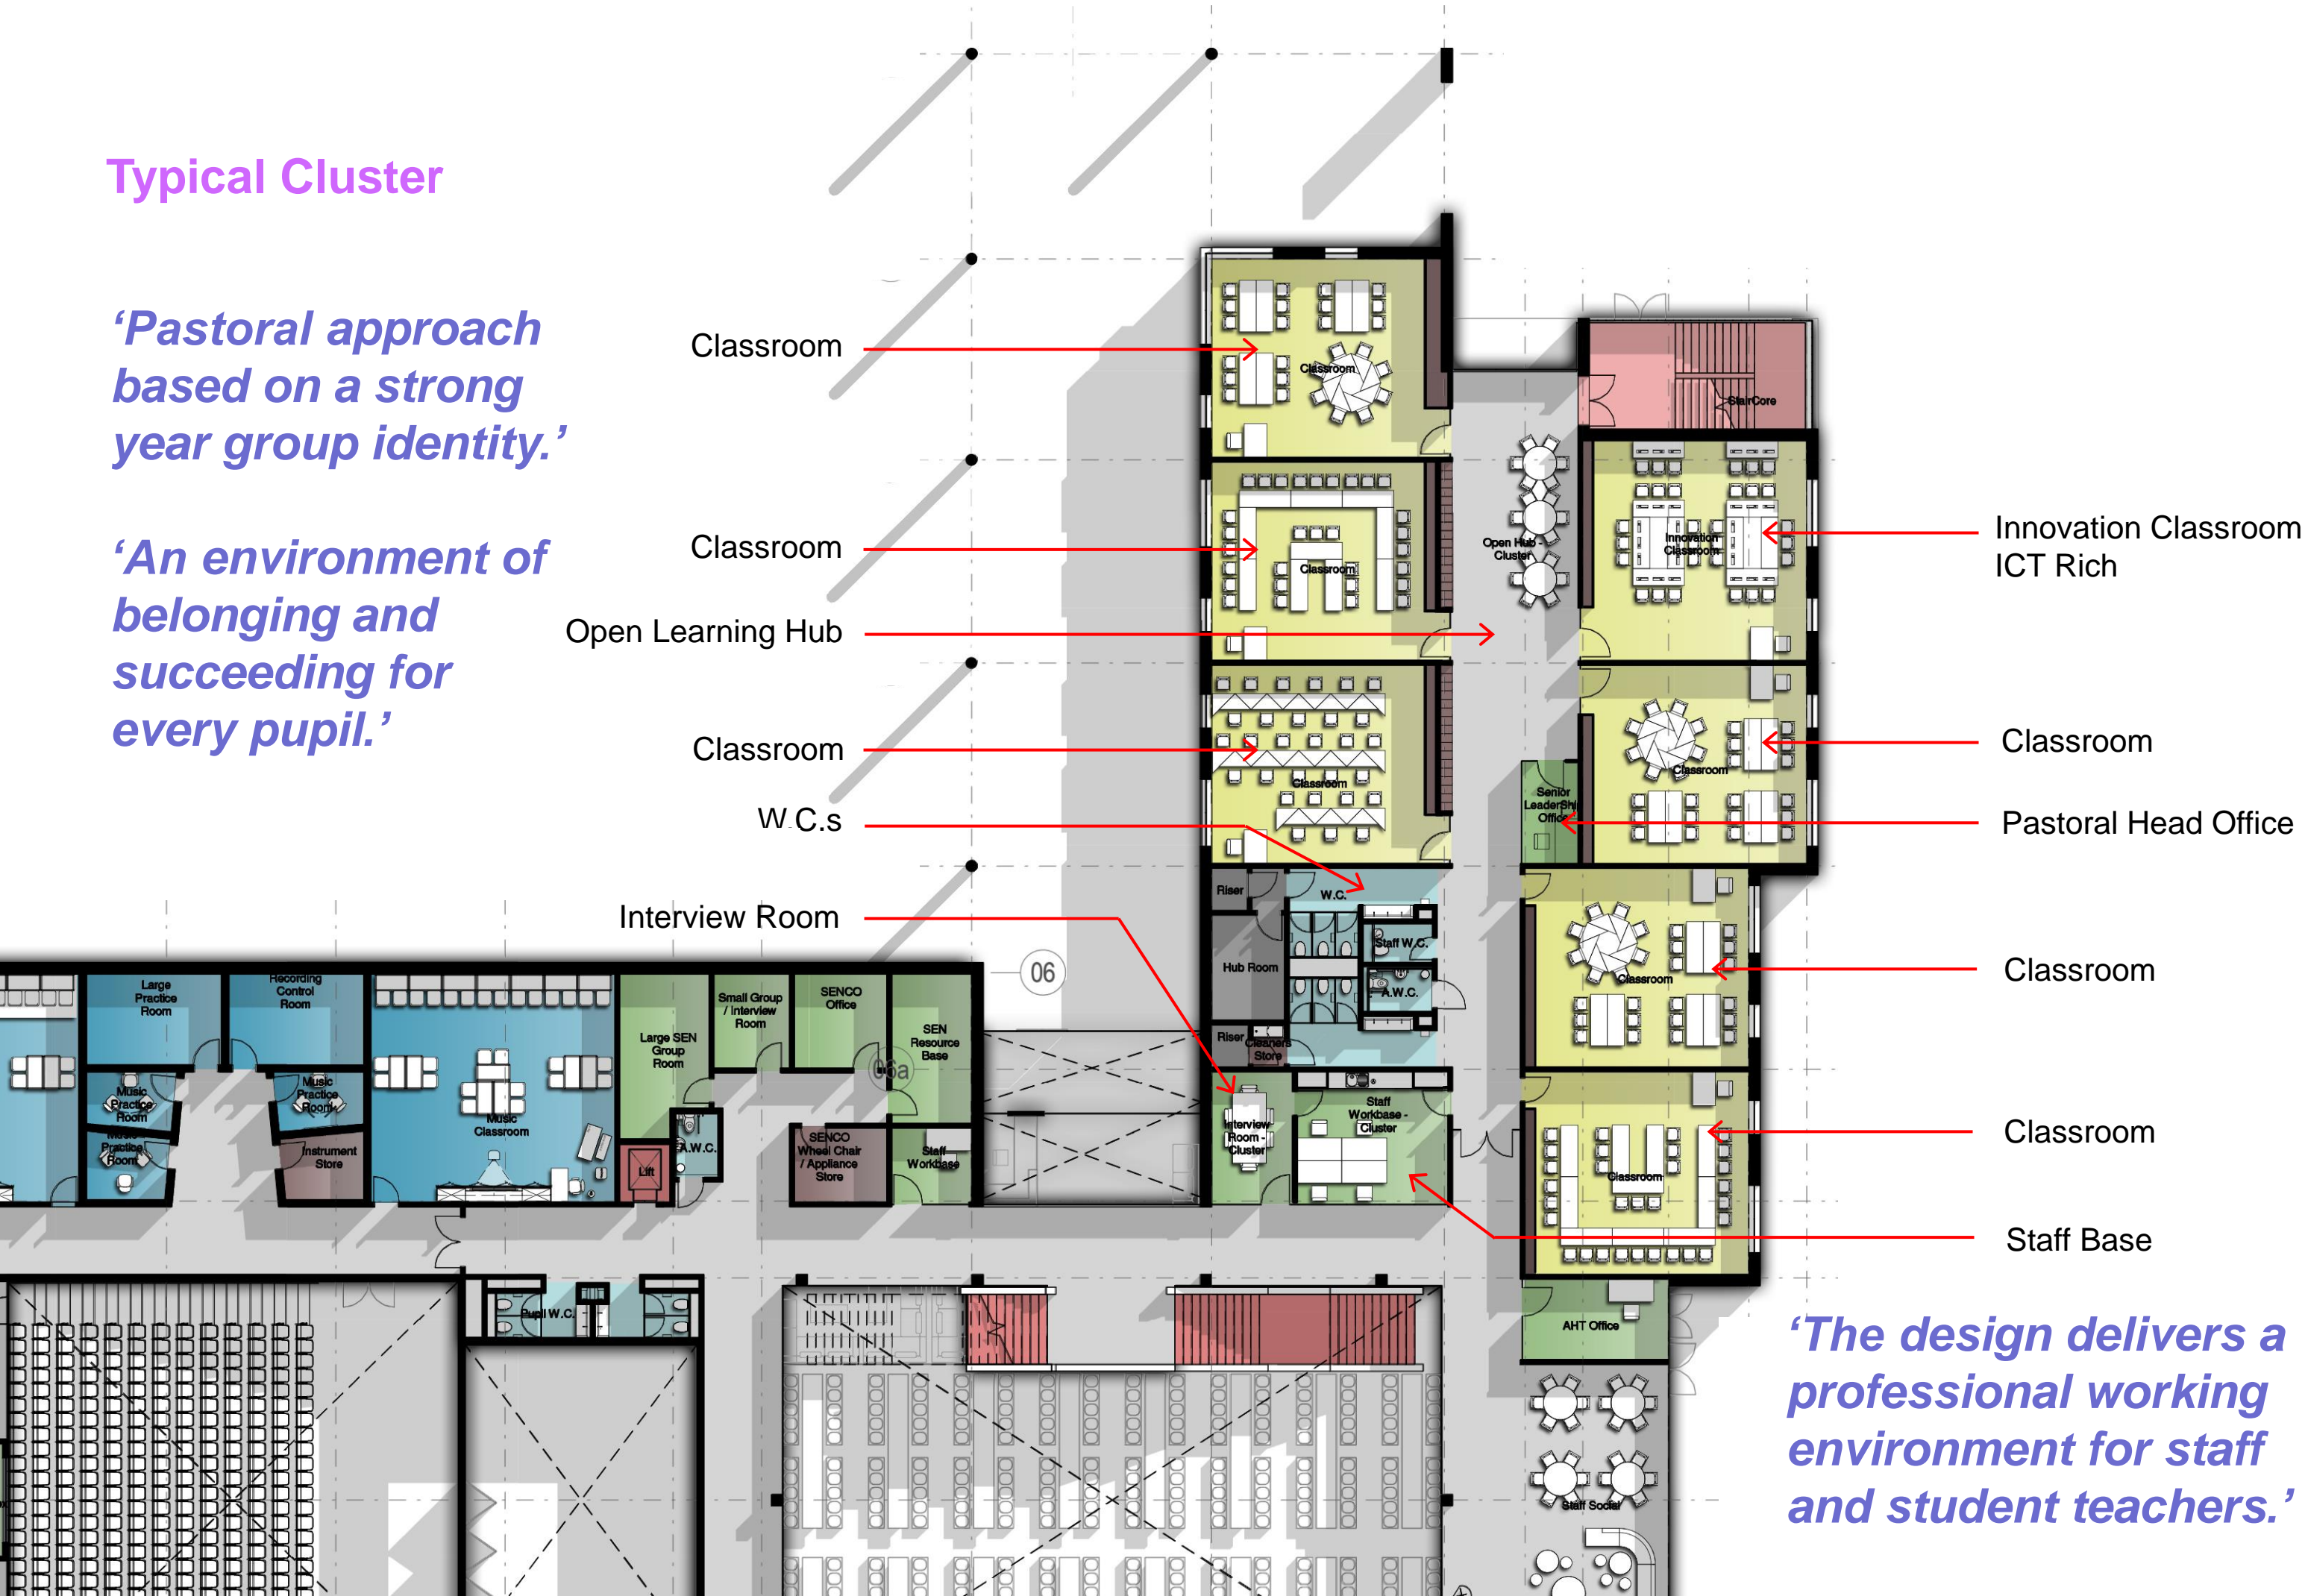 Typical Cluster
‘Pastoral approach
based on a strong
year group identity.’
‘An environment of
belonging and
succeeding for
every pupil.’
Classroom
Classroom
Open Learning Hub
Classroom
W.C.s
Interview Room
Innovation Classroom
ICT Rich
Classroom
Pastoral Head Office
Classroom
Classroom
Staff Base
‘The design delivers a
professional working
environment for staff
and student teachers.’
Classroom
StairCore
Classroom
Open Hub -
Cluster
Innovation
Classroom
Classroom
Classroom
Senior
LeaderShip
Office
Riser
W.C.
Staff W.C.
Hub Room
A.W.C.
Riser
Cleaners
Store
Classroom
Interview
Room -
Cluster
Staff
Workbase -
Cluster
Classroom
AHT Office
Staff Social
06
06a
Large
Practice
Room
Recording
Control
Room
Music
Practice
Room
Music
Practice
Room
Music
Practice
Room
Instrument
Store
Music
Classroom
Large SEN
Group
Room
Small Group
/ Interview
Room
SENCO
Office
SEN
Resource
Base
Lift
A.W.C.
SENCO
Wheel Chair
/ Appliance
Store
Staff
Workbase
Pupil W.C.